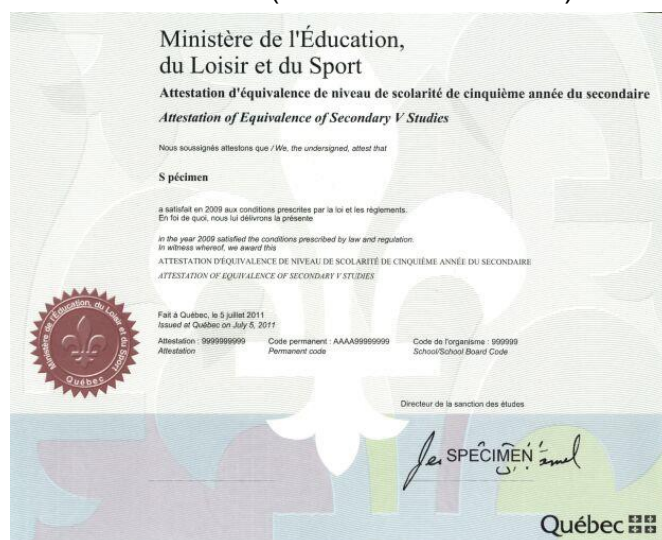 Ministère de l'Éducation,
du Loisir et du Sport
Attestation d'équivalence de niveau de scolarité de cinquième année du secondaire
Attestation of Equivalence of Secondary V Studies
Nous soussignés attestons que / We, the undersigned, attest that
S pécimen
a satisfait en 2009 aux conditions prescrites par la loi et les règlements.
En foi de quoi, nous lui délivrons la présente
in the year 2009 satisfied the conditions prescribed by law and regulation.
In witness whereof, we award this
ATTESTATION D'ÉQUIVALENCE DE NIVEAU DE SCOLARITÉ DE CINQUIÈME ANNÉE DU SECONDAIRE
ATTESTATION OF EQUIVALENCE OF SECONDARY V STUDIES
Ministère de l'Éducation, du Loisir et du Sport
Québec
Fait à Québec, le 5 juillet 2011
Issued at Québec on July 5, 2011
Attestation : 9999999999 Code permanent : AAAA99999999 Code de l'organisme : 999999
Attestation Permanent code School/School Board Code
Directeur de la sanction des études
SPÉCIMEN
Québec